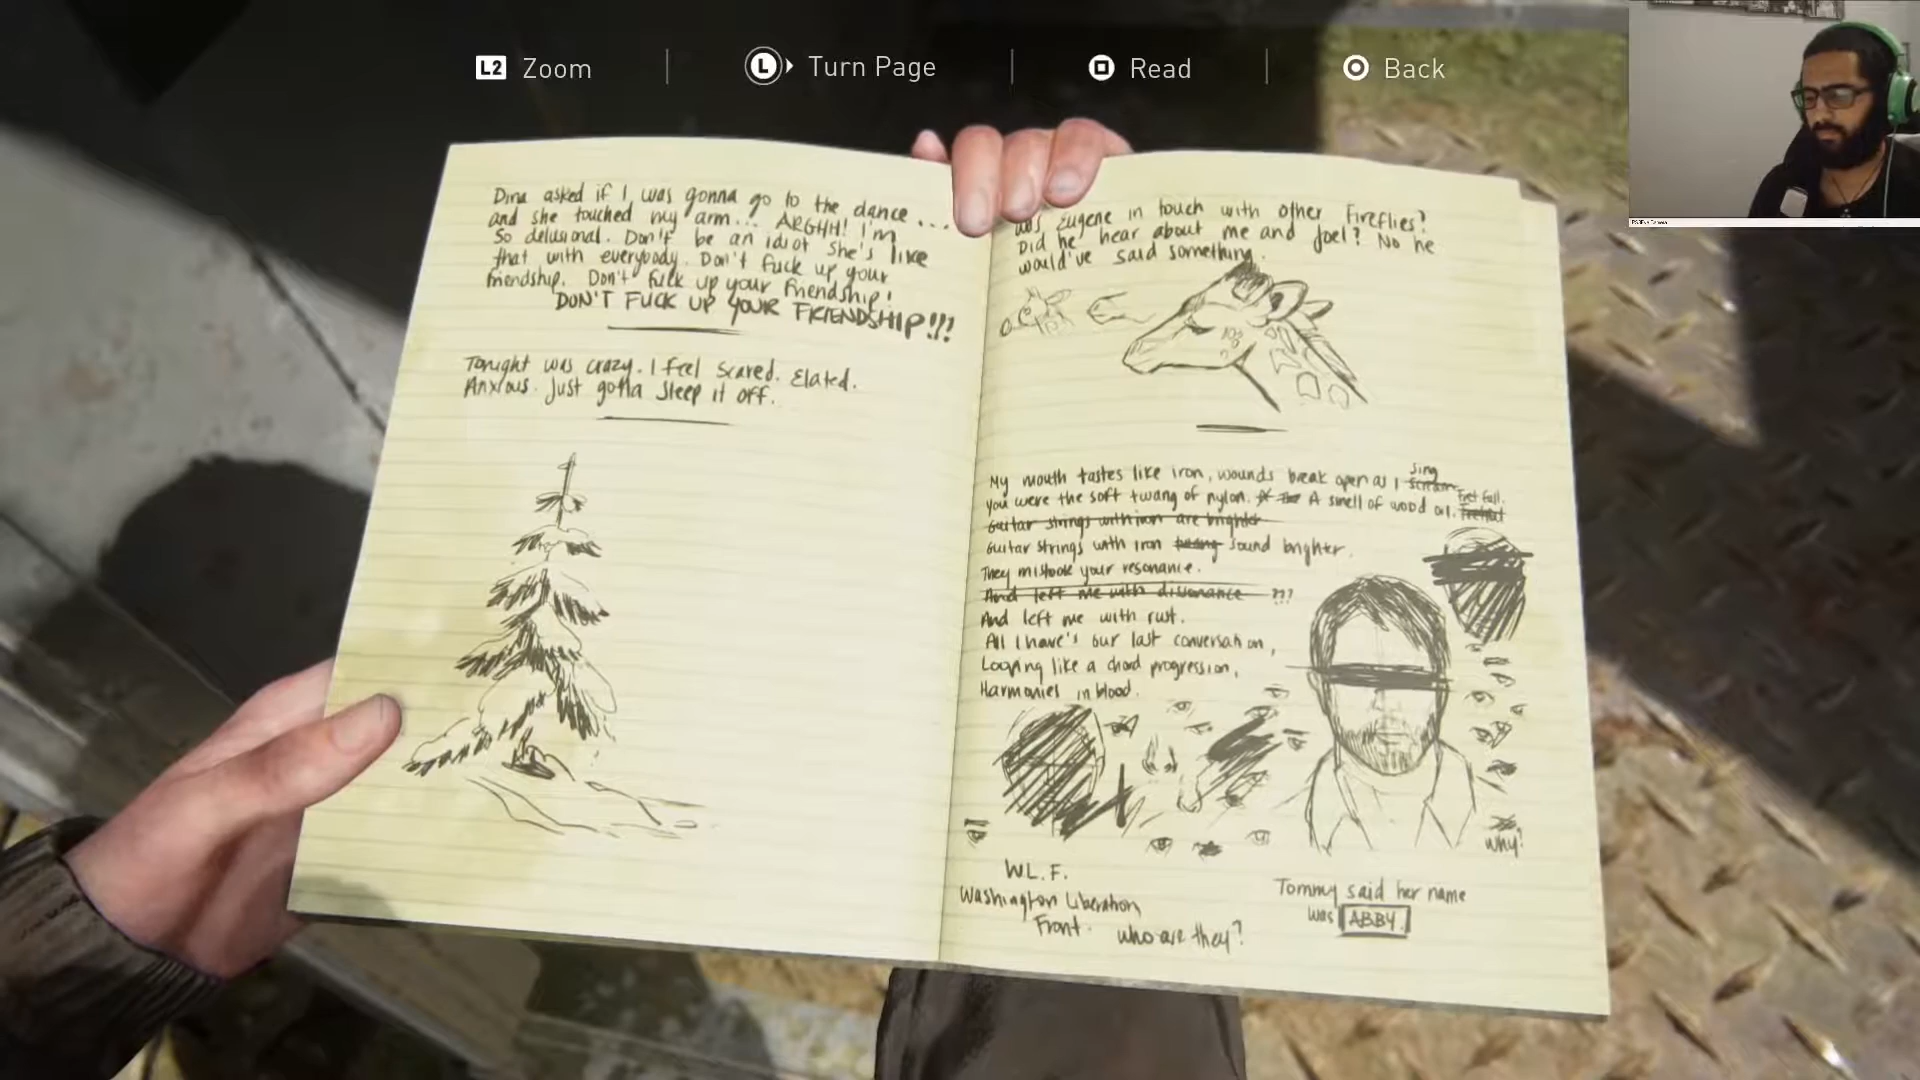 L2 Zoom
L Turn Page
Read
Back
Dina asked if I was gonna go to the dance...
and she touched my arm... ARGHH! I'm
so delusional. Don't be an idiot she's like
that with everybody. Don't fuck up your
friendship. Don't fuck up your friendship!
DON'T FUCK UP YOUR FRIENDSHIP!!!
Tonight was crazy. I feel scared. Elated.
Anxious. Just gotta sleep it off.
Was Eugene in touch with other Fireflies?
Did he hear about me and Joel? No he
would've said something.
My mouth tastes like iron, wounds break open as I scream sing
You were the soft twang of nylon. A smell of wood oil. Fretful Fret fall.
Guitar strings with iron are brighter
Guitar strings with iron sound brighter.
They mistook your resonance.
And left me with dissonance ???
And left me with rust.
All I have's our last conversation,
Looping like a chord progression,
Harmonies in blood.
why?
W.L.F.
Washington Liberation
Front. who are they?
Tommy said her name
was ABBY.